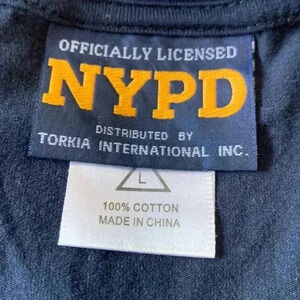 OFFICIALLY LICENSED
NYPD
DISTRIBUTED BY
TORKIA INTERNATIONAL INC.
L
100% COTTON
MADE IN CHINA